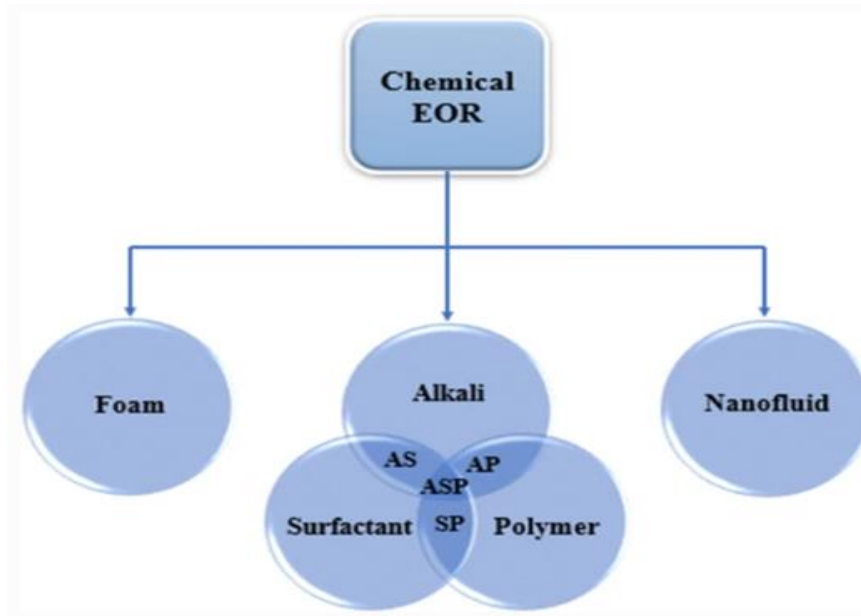 Chemical
EOR
Foam
Alkali
Nanofluid
AS
AP
ASP
Surfactant
SP
Polymer